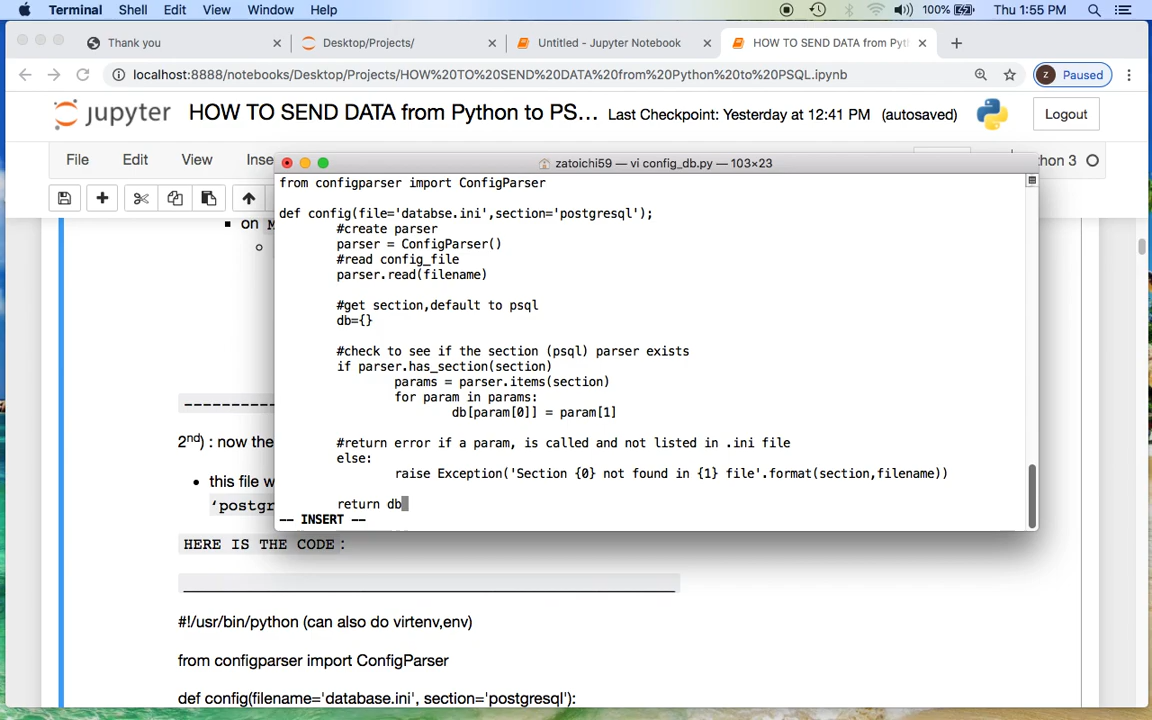 Terminal Shell Edit View Window Help 100% Thu 1:55 PM
Thank you Desktop/Projects/ Untitled - Jupyter Notebook HOW TO SEND DATA from Pyth
localhost:8888/notebooks/Desktop/Projects/HOW%20TO%20SEND%20DATA%20from%20Python%20to%20PSQL.ipynb Z Paused
jupyter HOW TO SEND DATA from Python to PS... Last Checkpoint: Yesterday at 12:41 PM (autosaved) Logout
File Edit View Inse hon 3
zatoichi59 — vi config_db.py — 103×23
from configparser import ConfigParser
def config(file='databse.ini',section='postgresql');
#create parser
parser = ConfigParser()
#read config_file
parser.read(filename)
#get section,default to psql
db={}
#check to see if the section (psql) parser exists
if parser.has_section(section)
params = parser.items(section)
for param in params:
db[param[0]] = param[1]
#return error if a param, is called and not listed in .ini file
else:
raise Exception('Section {0} not found in {1} file'.format(section,filename))
return db
-- INSERT --
on M
----------
2nd) : now the
this file w
‘postgr
HERE IS THE CODE:
#!/usr/bin/python (can also do virtenv,env)
from configparser import ConfigParser
def config(filename='database.ini', section='postgresql'):